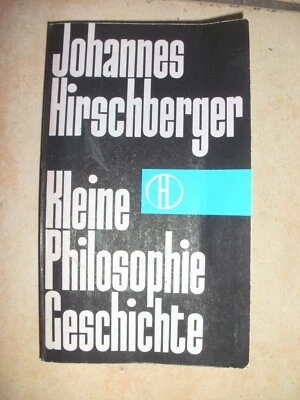 Johannes
Hirschberger
Kleine
Philosophie
Geschichte